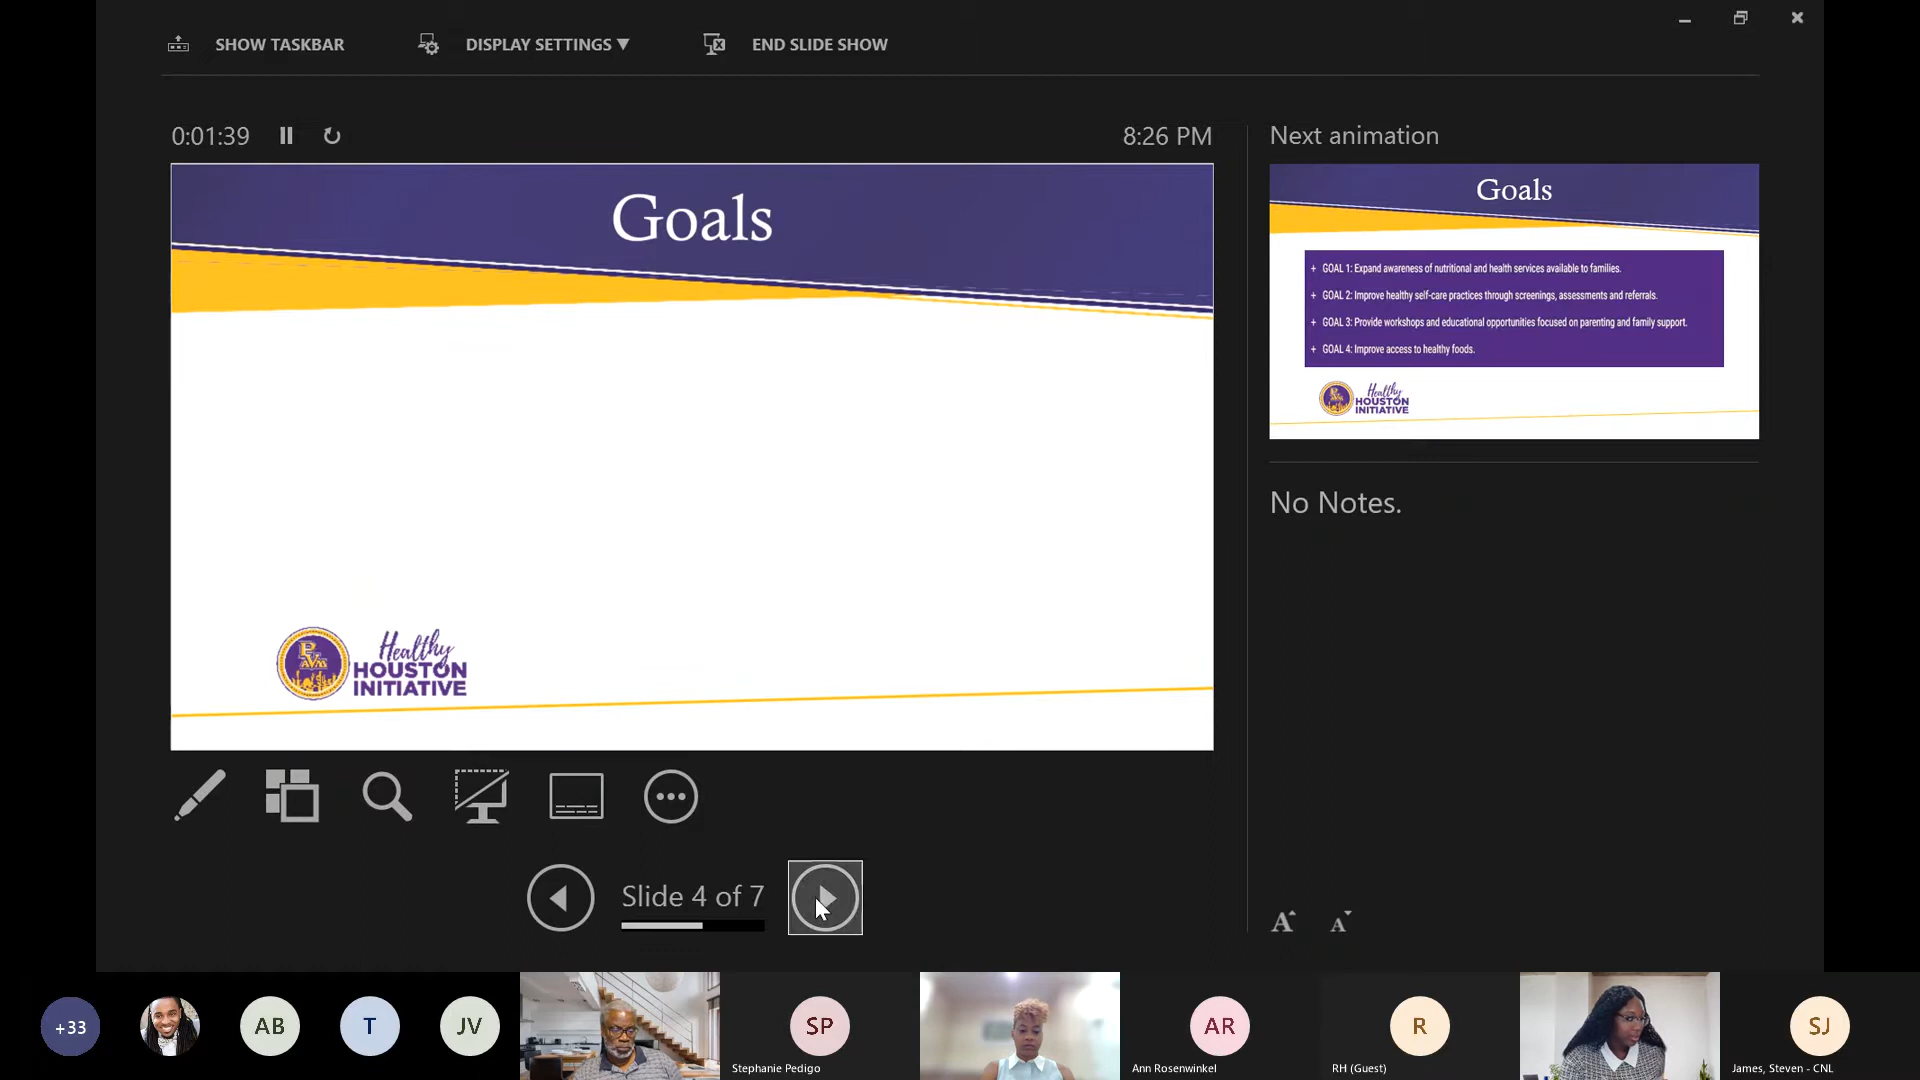 SHOW TASKBAR
DISPLAY SETTINGS ▼
END SLIDE SHOW
0:01:39
8:26 PM
Goals
Healthy
HOUSTON
INITIATIVE
Next animation
Goals
+ GOAL 1: Expand awareness of nutritional and health services available to families.
+ GOAL 2: Improve healthy self-care practices through screenings, assessments and referrals.
+ GOAL 3: Provide workshops and educational opportunities focused on parenting and family support.
+ GOAL 4: Improve access to healthy foods.
Healthy
HOUSTON
INITIATIVE
No Notes.
Slide 4 of 7
A A
+33
AB
T
JV
SP
Stephanie Pedigo
AR
Ann Rosenwinkel
R
RH (Guest)
SJ
James, Steven - CNL